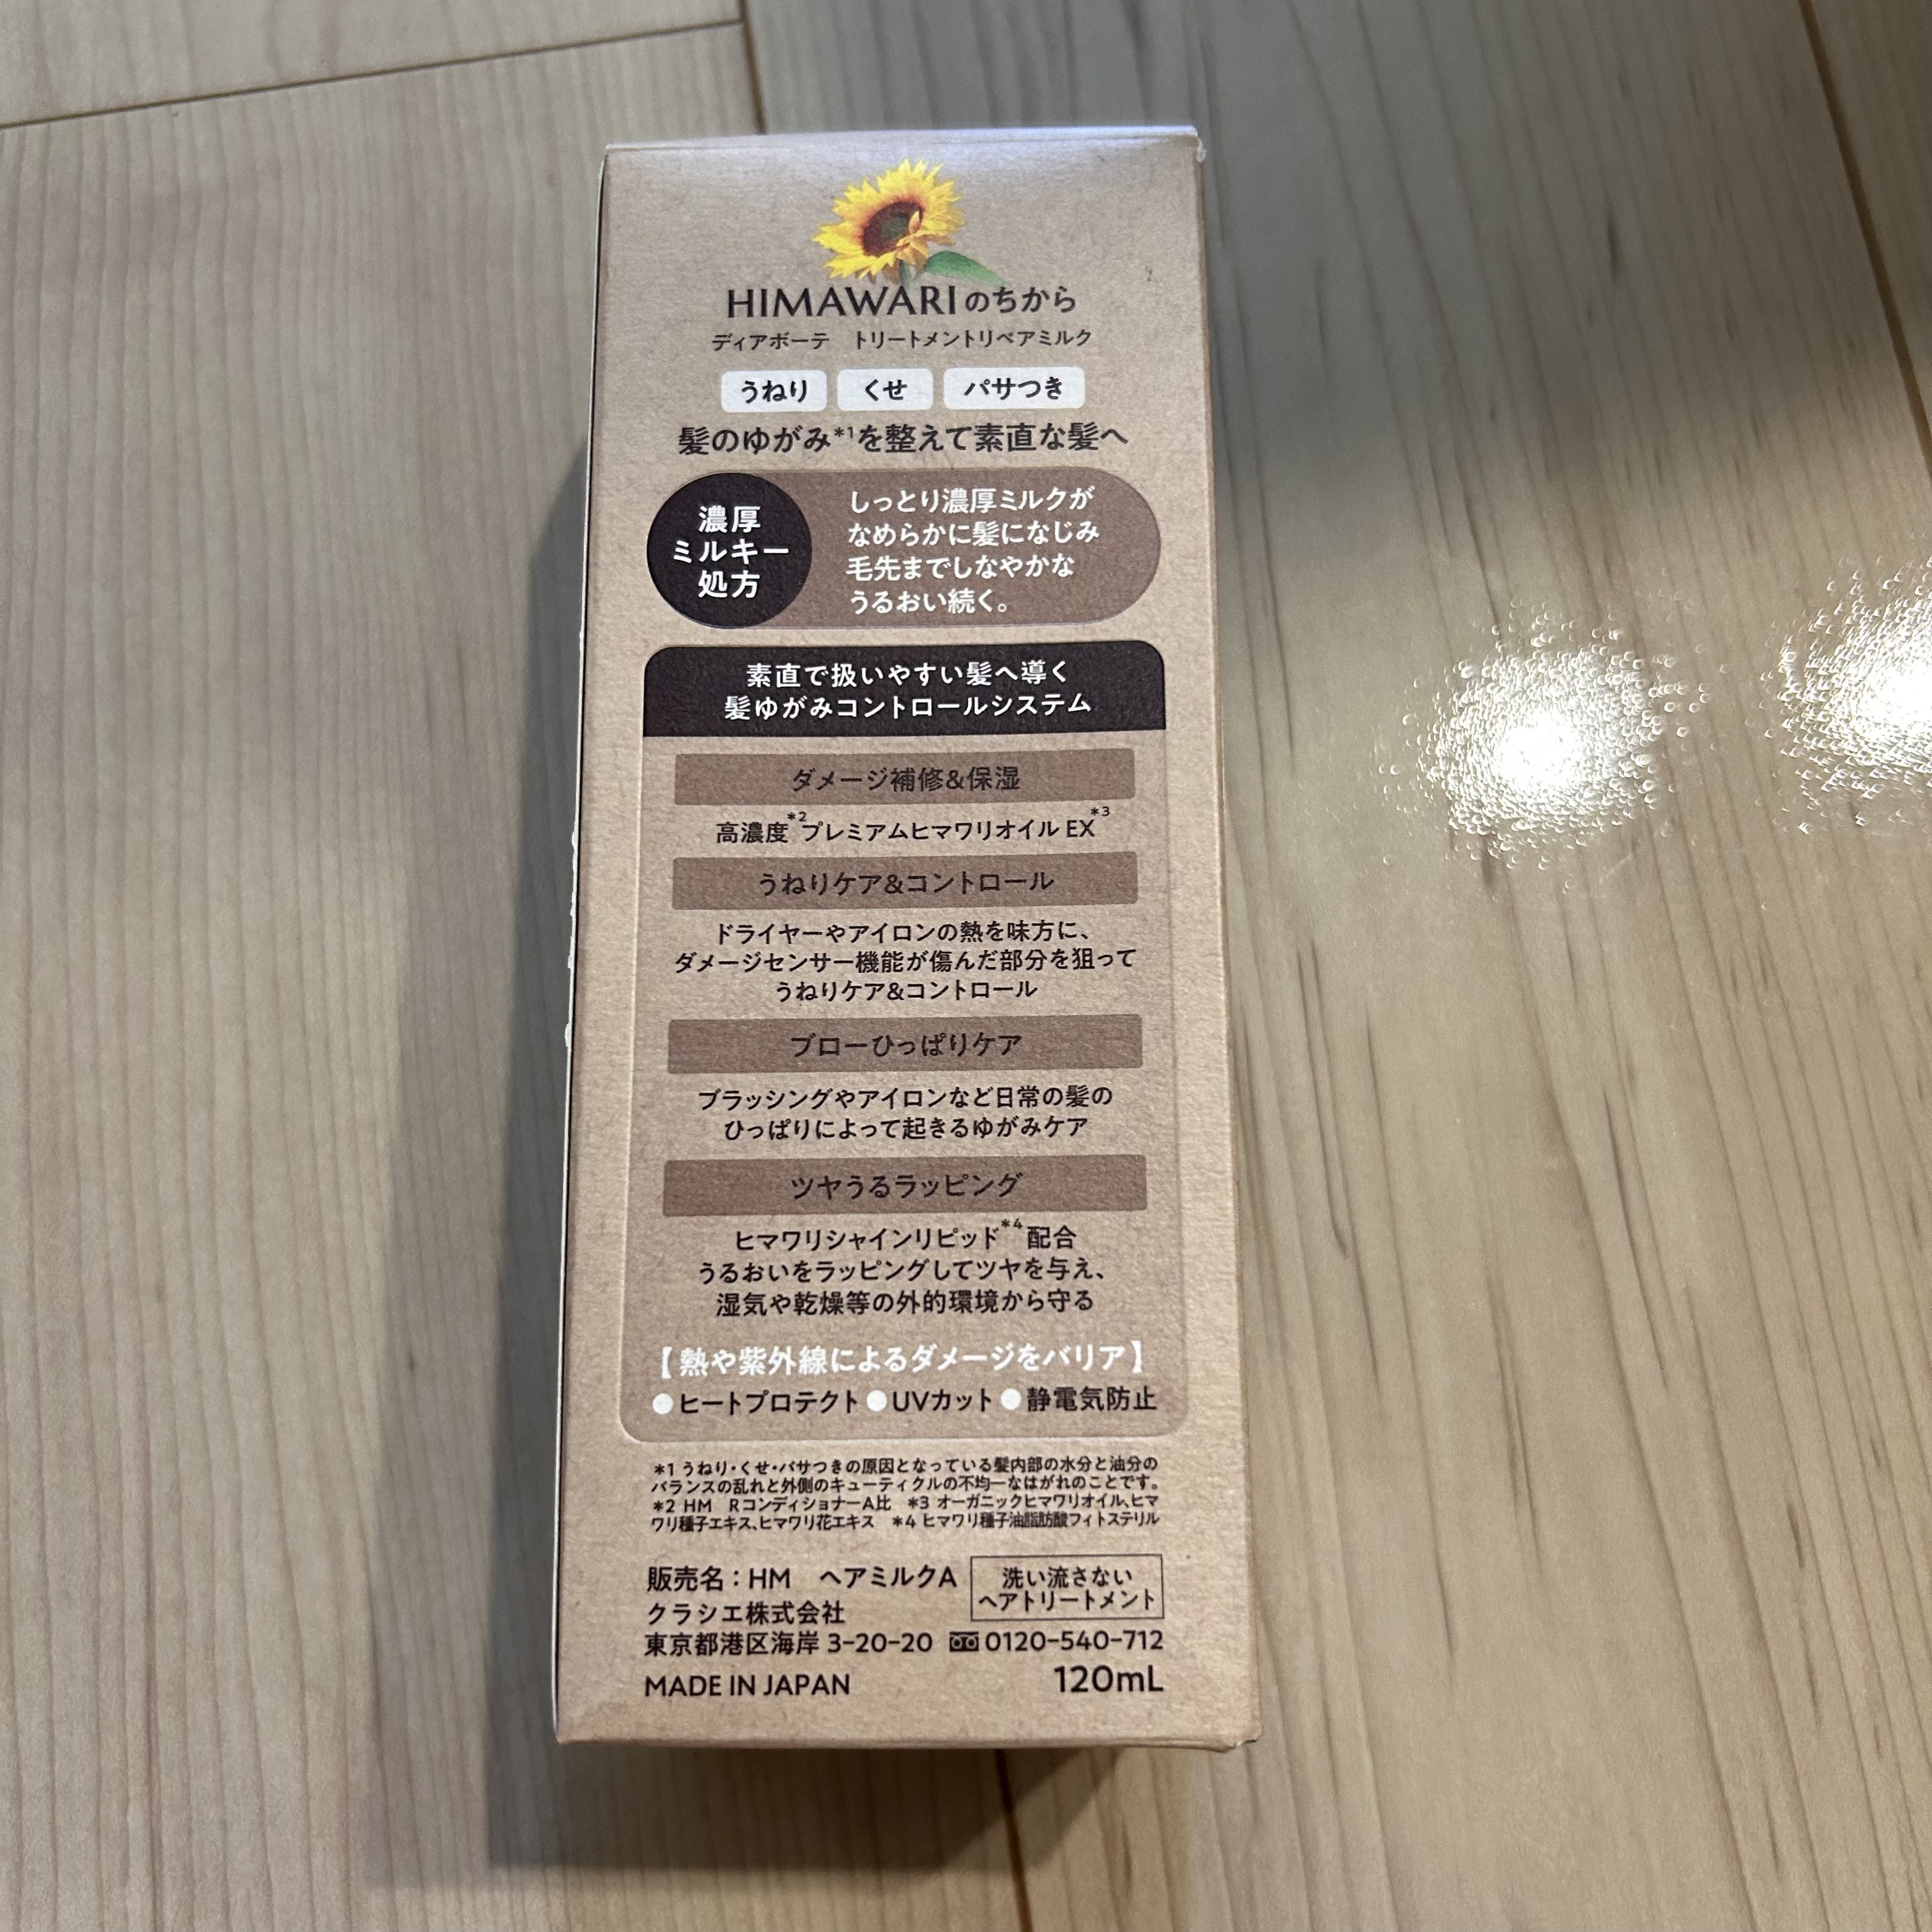 HIMAWARIのちから
ディアボーテ　トリートメントリペアミルク
うねり くせ パサつき
髪のゆがみ*1を整えて素直な髪へ
濃厚
ミルキー
処方
しっとり濃厚ミルクが
なめらかに髪になじみ
毛先までしなやかな
うるおい続く。
素直で扱いやすい髪へ導く
髪ゆがみコントロールシステム
ダメージ補修&保湿
高濃度*2プレミアムヒマワリオイル EX*3
うねりケア&コントロール
ドライヤーやアイロンの熱を味方に、
ダメージセンサー機能が傷んだ部分を狙って
うねりケア&コントロール
ブローひっぱりケア
ブラッシングやアイロンなど日常の髪の
ひっぱりによって起きるゆがみケア
ツヤうるラッピング
ヒマワリシャインリピッド*4配合
うるおいをラッピングしてツヤを与え、
湿気や乾燥等の外的環境から守る
【熱や紫外線によるダメージをバリア】
●ヒートプロテクト ●UVカット ●静電気防止
*1 うねり・くせ・パサつきの原因となっている髪内部の水分と油分の
バランスの乱れと外側のキューティクルの不均一なはがれのことです。
*2 HM　RコンディショナーA比　*3 オーガニックヒマワリオイル、ヒマ
ワリ種子エキス、ヒマワリ花エキス　*4 ヒマワリ種子油脂肪酸フィトステリル
販売名：HM　ヘアミルクA
洗い流さない
ヘアトリートメント
クラシエ株式会社
東京都港区海岸 3-20-20 0120-540-712
MADE IN JAPAN 120mL